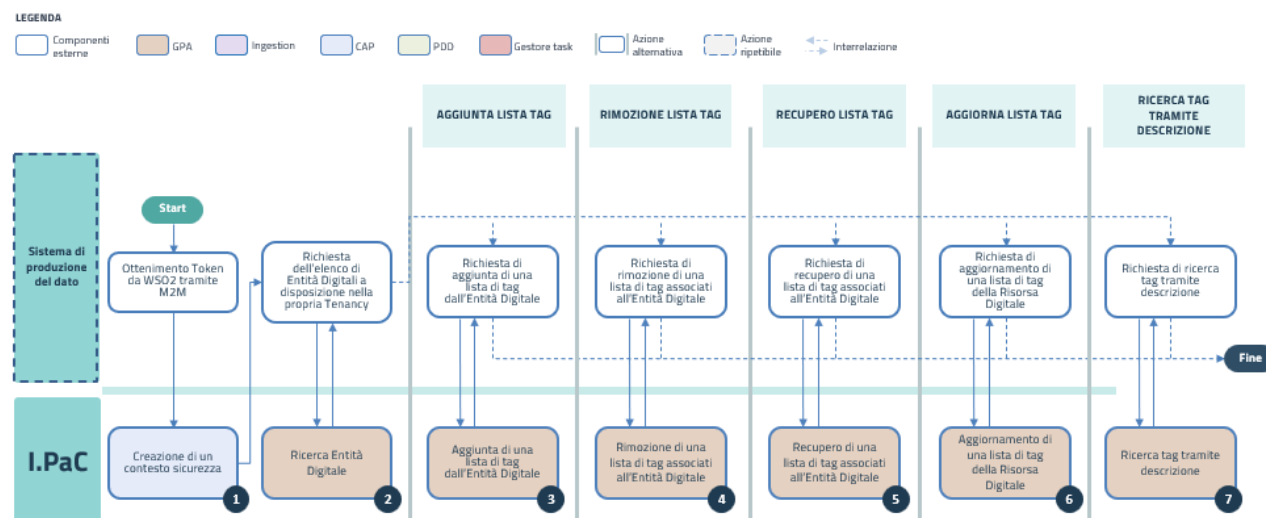 LEGENDA
Componenti
esterne
GPA
Ingestion
CAP
PDD
Gestore task
Azione
alternativa
Azione
ripetibile
Interrelazione
AGGIUNTA LISTA TAG
RIMOZIONE LISTA TAG
RECUPERO LISTA TAG
AGGIORNA LISTA TAG
RICERCA TAG
TRAMITE
DESCRIZIONE
Sistema di
produzione
del dato
Start
Ottenimento Token
da WSO2 tramite
M2M
Richiesta
dell'elenco di
Entità Digitali a
disposizione nella
propria Tenancy
Richiesta di
aggiunta di una
lista di tag
dall'Entità Digitale
Richiesta di
rimozione di una
lista di tag associati
all'Entità Digitale
Richiesta di
recupero di una
lista di tag associati
all'Entità Digitale
Richiesta di
aggiornamento di
una lista di tag
della Risorsa
Digitale
Richiesta di ricerca
tag tramite
descrizione
Fine
I.PaC
Creazione di un
contesto sicurezza
1
Ricerca Entità
Digitale
2
Aggiunta di una
lista di tag
dall'Entità Digitale
3
Rimozione di una
lista di tag associati
all'Entità Digitale
4
Recupero di una
lista di tag associati
all'Entità Digitale
5
Aggiornamento di
una lista di tag
della Risorsa
Digitale
6
Ricerca tag tramite
descrizione
7